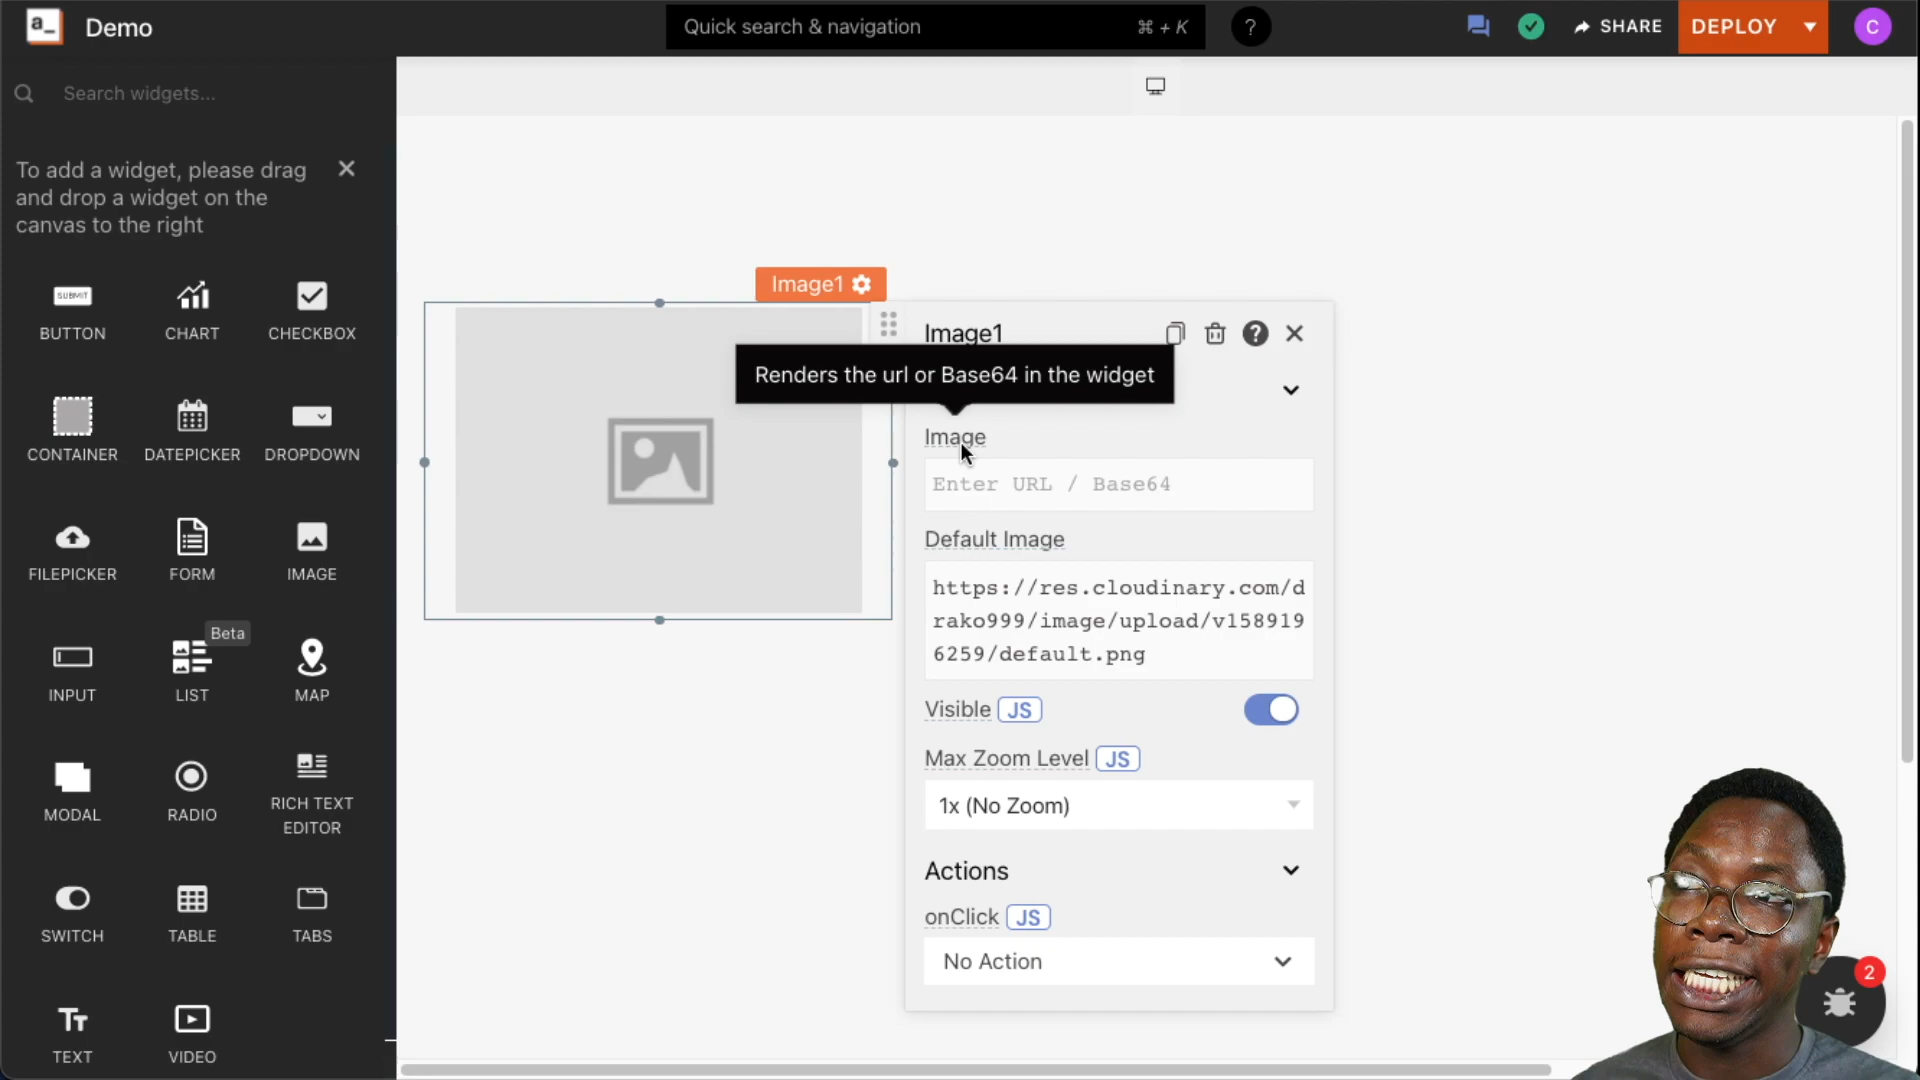 a_
Demo
Quick search & navigation
⌘ + K
?
SHARE
DEPLOY
C
Search widgets...
To add a widget, please drag
and drop a widget on the
canvas to the right
SUBMIT
BUTTON
CHART
CHECKBOX
CONTAINER
DATEPICKER
DROPDOWN
FILEPICKER
FORM
IMAGE
Beta
INPUT
LIST
MAP
MODAL
RADIO
RICH TEXT
EDITOR
SWITCH
TABLE
TABS
Tт
TEXT
VIDEO
Image1
Image1
?
Renders the url or Base64 in the widget
Image
Enter URL / Base64
Default Image
https://res.cloudinary.com/d
rako999/image/upload/v158919
6259/default.png
Visible JS
Max Zoom Level JS
1x (No Zoom)
Actions
onClick JS
No Action
2